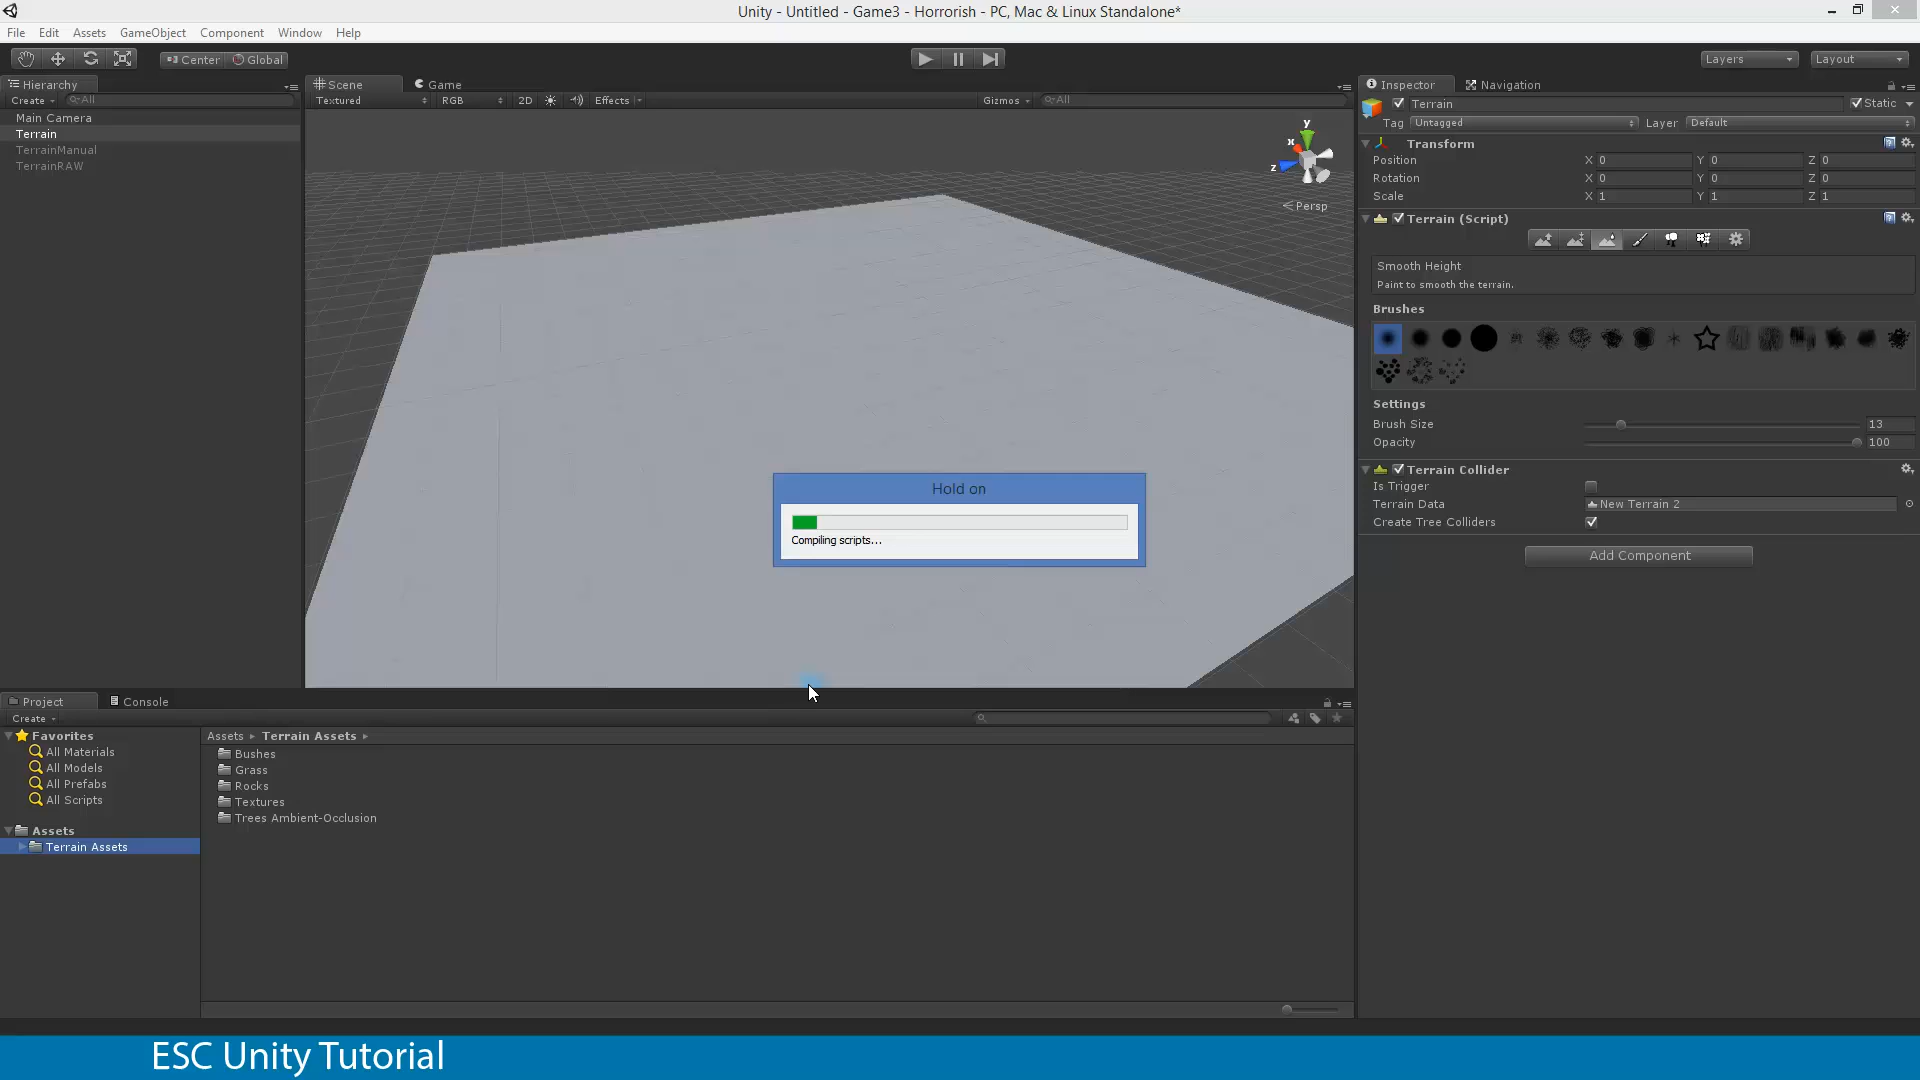 Unity - Untitled - Game3 - Horrorish - PC, Mac & Linux Standalone*
File Edit Assets GameObject Component Window Help
Center Global
Layers Layout
Hierarchy
Create All
Main Camera
Terrain
TerrainManual
TerrainRAW
Scene Game
Textured RGB 2D Effects Gizmos All
y
x
z
Persp
Hold on
Compiling scripts...
Inspector Navigation
Terrain Static
Tag Untagged Layer Default
Transform
Position X 0 Y 0 Z 0
Rotation X 0 Y 0 Z 0
Scale X 1 Y 1 Z 1
Terrain (Script)
Smooth Height
Paint to smooth the terrain.
Brushes
Settings
Brush Size 13
Opacity 100
Terrain Collider
Is Trigger
Terrain Data New Terrain 2
Create Tree Colliders
Add Component
Project Console
Create
Favorites
All Materials
All Models
All Prefabs
All Scripts
Assets
Terrain Assets
Assets Terrain Assets
Bushes
Grass
Rocks
Textures
Trees Ambient-Occlusion
ESC Unity Tutorial